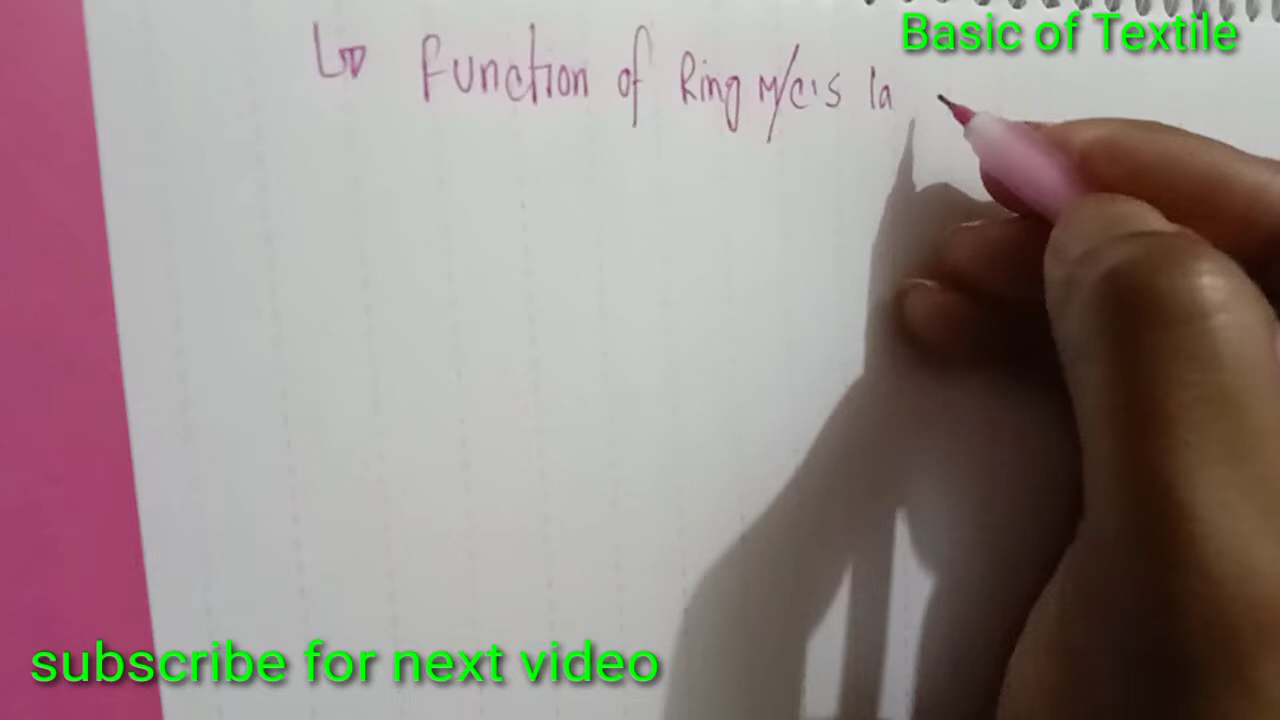 Basic of Textile
Function of Ring M/c's la
subscribe for next video